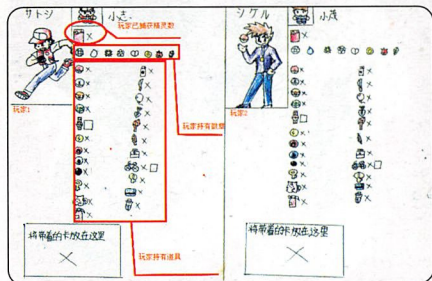 サトシ
小志
玩家已捕获精灵数
玩家1
玩家持有徽章
玩家持有道具
将带着的卡放在这里
シゲル
小茂
玩家2
将带着的卡放在这里